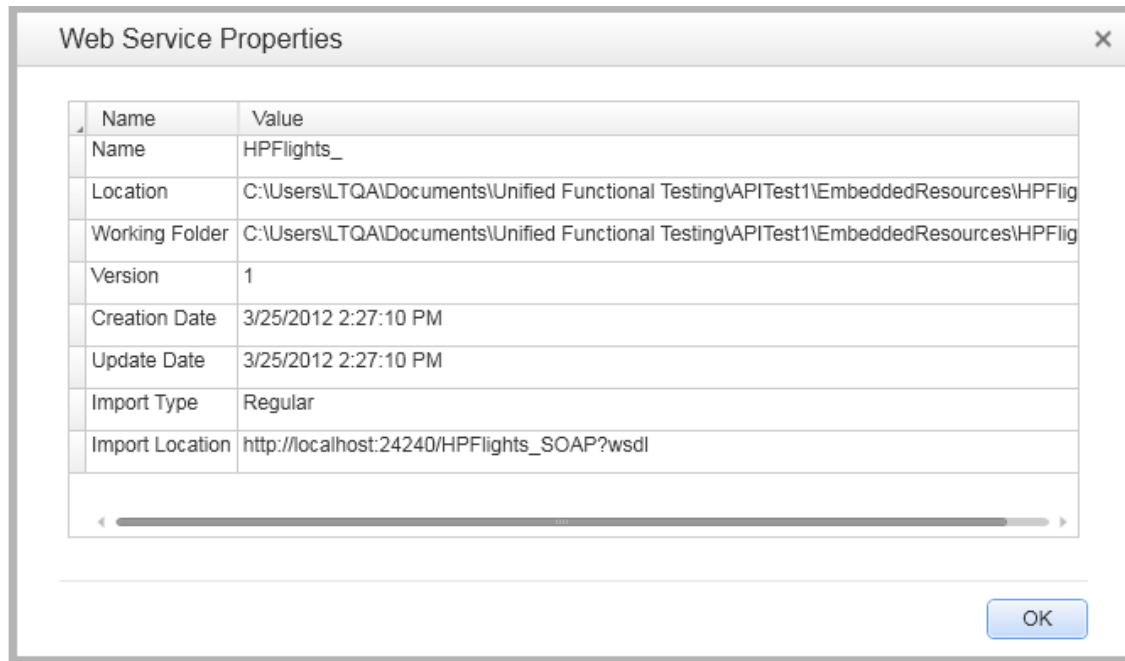 Web Service Properties
Name Value
Name HPFlights_
Location C:\Users\LTQA\Documents\Unified Functional Testing\APITest1\EmbeddedResources\HPFlig
Working Folder C:\Users\LTQA\Documents\Unified Functional Testing\APITest1\EmbeddedResources\HPFlig
Version 1
Creation Date 3/25/2012 2:27:10 PM
Update Date 3/25/2012 2:27:10 PM
Import Type Regular
Import Location http://localhost:24240/HPFlights_SOAP?wsdl
OK